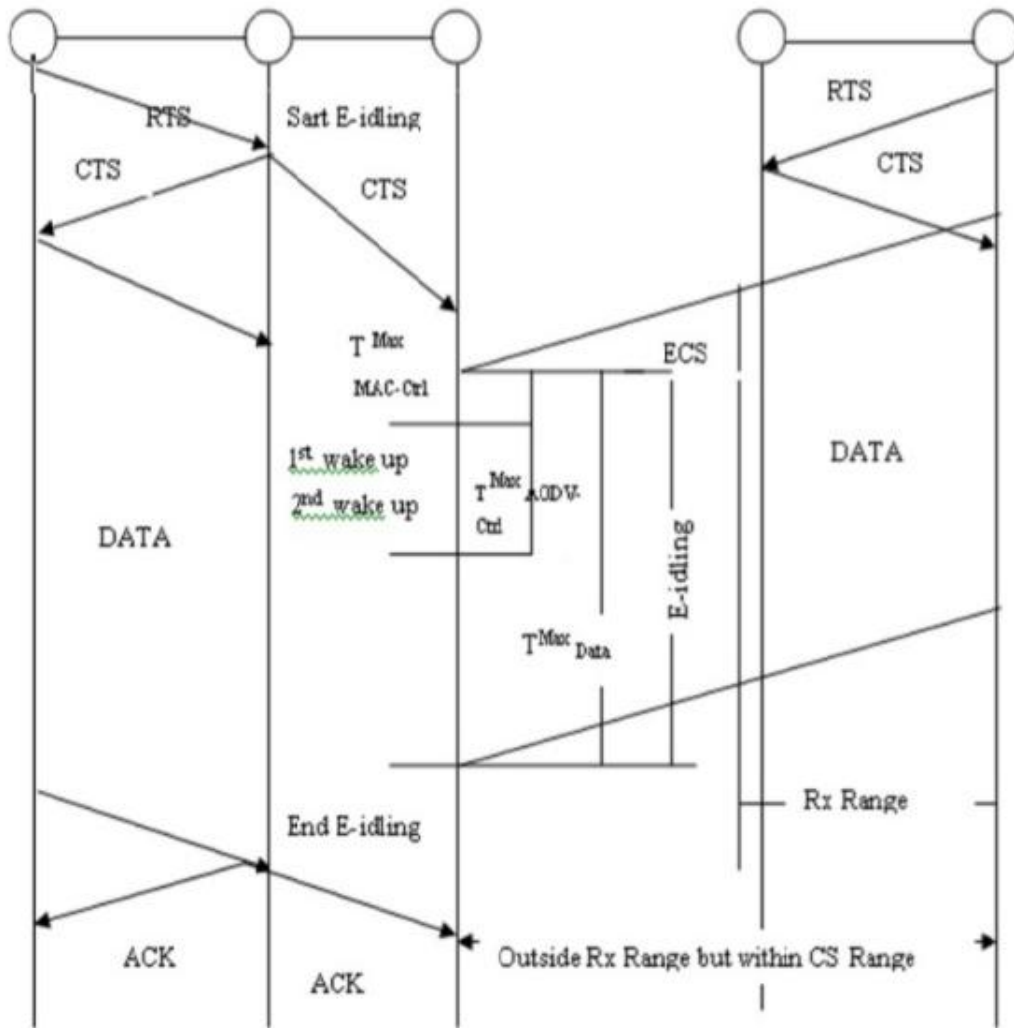 RTS
RTS
Sart E-idling
CTS
CTS
CTS
T Max
MAC-Ctrl
ECS
1st wake up
2nd wake up
T Max AODV-
Ctrl
DATA
DATA
E-idling
T Max Data
Rx Range
End E-idling
Outside Rx Range but within CS Range
ACK
ACK